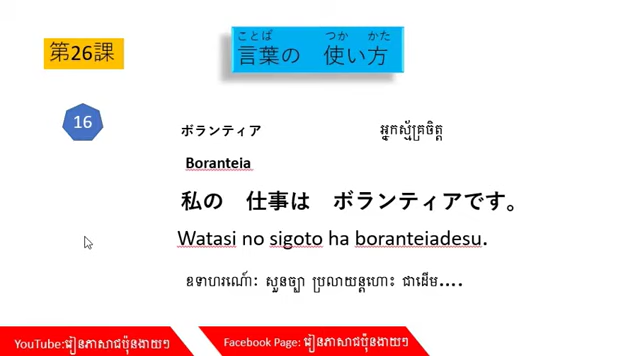 第26課
ことば つか かた
言葉の 使い方
16
ボランティア អ្នកស្ម័គ្រចិត្ត
Boranteia
私の 仕事は ボランティアです。
Watasi no sigoto ha boranteiadesu.
ឧទាហរណ៍: សួនច្បា ប្រលាយន្តហោះ ជាដើម....
YouTube:រៀនភាសាជប៉ុនងាយៗ
Facebook Page: រៀនភាសាជប៉ុនងាយៗ